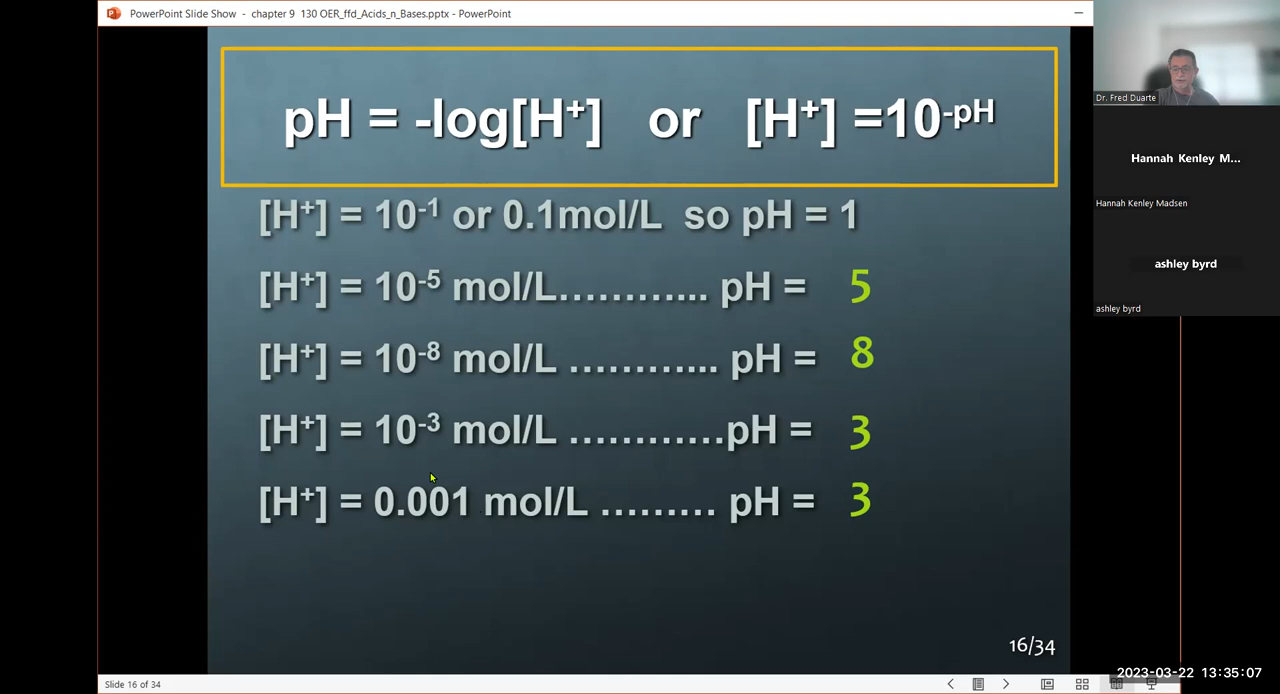 PowerPoint Slide Show - chapter 9 130 OER_ffd_Acids_n_Bases.pptx - PowerPoint
pH = -log[H⁺] or [H⁺] =10⁻ᵖᴴ
[H⁺] = 10⁻¹ or 0.1mol/L so pH = 1
[H⁺] = 10⁻⁵ mol/L………... pH = 5
[H⁺] = 10⁻⁸ mol/L ………... pH = 8
[H⁺] = 10⁻³ mol/L …………pH = 3
[H⁺] = 0.001 mol/L ……… pH = 3
16/34
Slide 16 of 34
Dr. Fred Duarte
Hannah Kenley M...
Hannah Kenley Madsen
ashley byrd
ashley byrd
2023-03-22 13:35:07